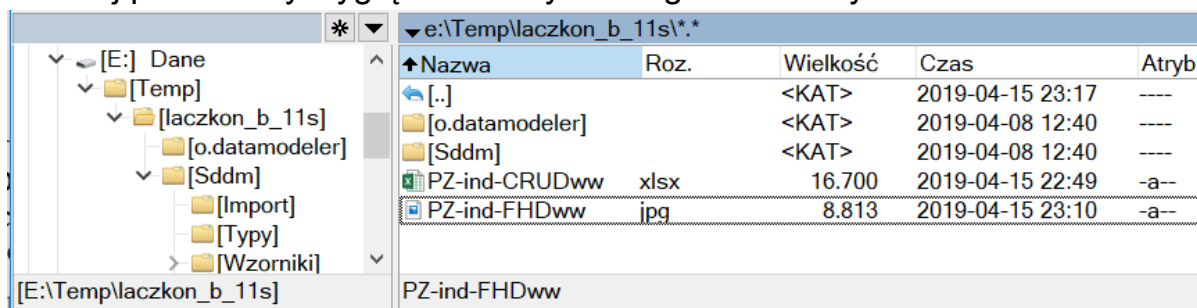 e:\Temp\laczkon_b_11s\*.*
[E:] Dane
[Temp]
[laczkon_b_11s]
[o.datamodeler]
[Sddm]
[Import]
[Typy]
[Wzorniki]
[E:\Temp\laczkon_b_11s]
Nazwa Roz. Wielkość Czas Atryb
[..] <KAT> 2019-04-15 23:17 ----
[o.datamodeler] <KAT> 2019-04-08 12:40 ----
[Sddm] <KAT> 2019-04-08 12:40 ----
PZ-ind-CRUDww xlsx 16.700 2019-04-15 22:49 -a--
PZ-ind-FHDww jpg 8.813 2019-04-15 23:10 -a--
PZ-ind-FHDww